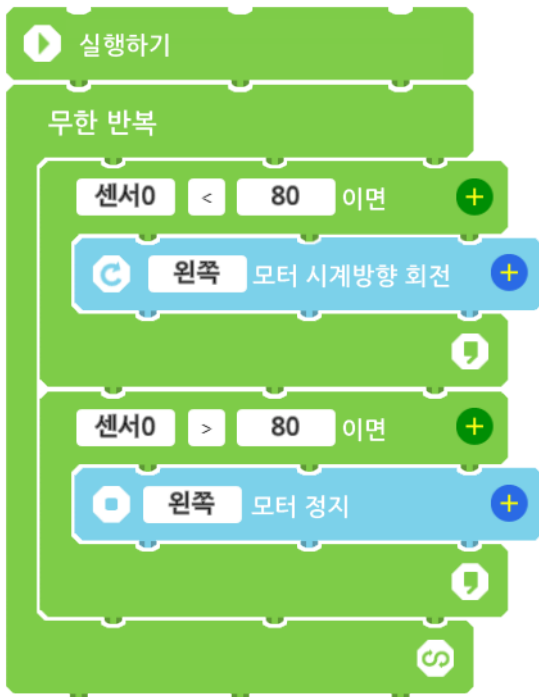 실행하기
무한 반복
센서0 < 80 이면 +
왼쪽 모터 시계방향 회전 +
센서0 > 80 이면 +
왼쪽 모터 정지 +